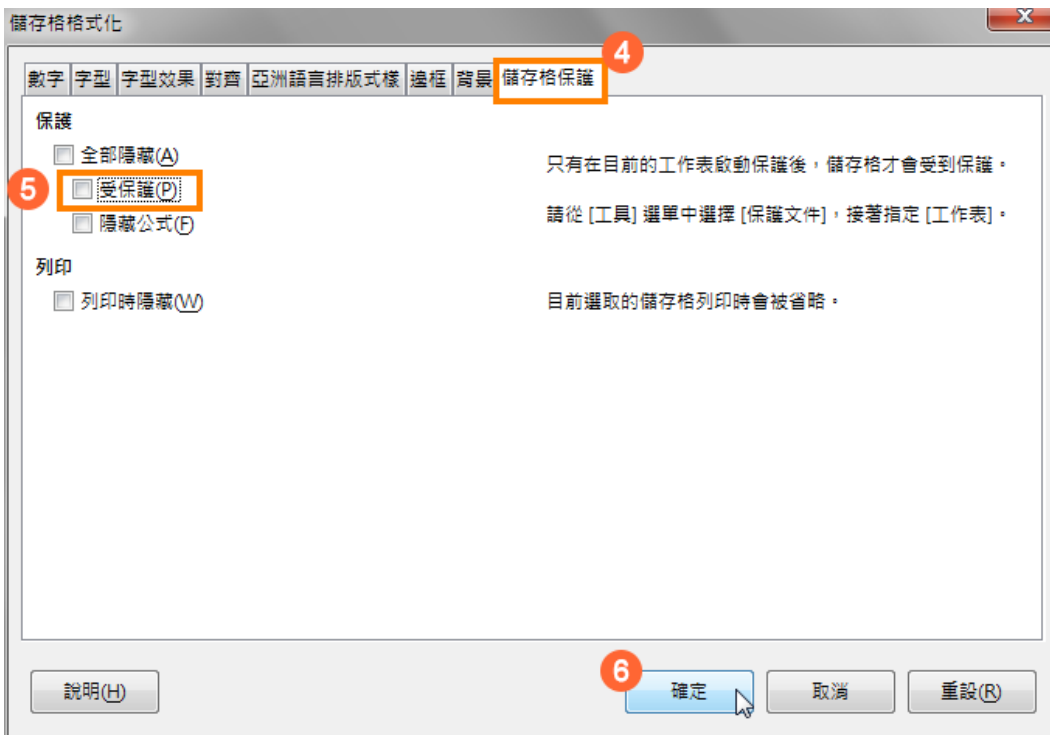 儲存格格式化
X
4
數字 字型 字型效果 對齊 亞洲語言排版式樣 邊框 背景 儲存格保護
保護
全部隱藏(A)
只有在目前的工作表啟動保護後，儲存格才會受到保護。
5
受保護(P)
請從 [工具] 選單中選擇 [保護文件]，接著指定 [工作表]。
隱藏公式(F)
列印
列印時隱藏(W)
目前選取的儲存格列印時會被省略。
6
說明(H) 確定 取消 重設(R)